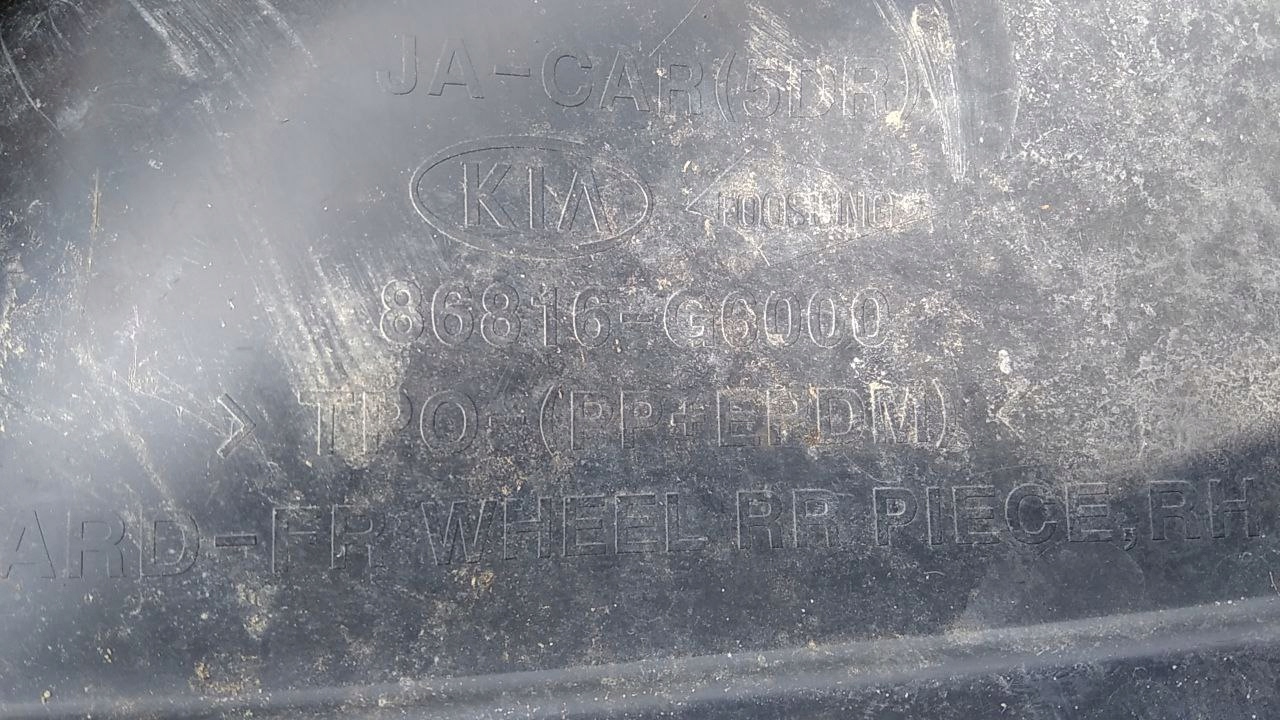 JA-CAR(5DR)
KIA
86816-G6000
>TPO (PP+EPDM)<
ARD-FR WHEEL RR PIECE,RH